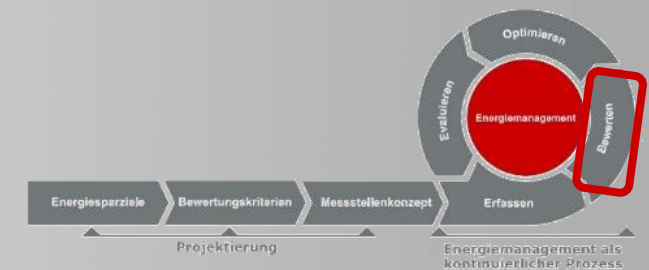 Optimieren
Evaluieren
Energiemanagement
Bewerten
Energiesparziele
Bewertungskriterien
Messstellenkonzept
Erfassen
Projektierung
Energiemanagement als
kontinuierlicher Prozess